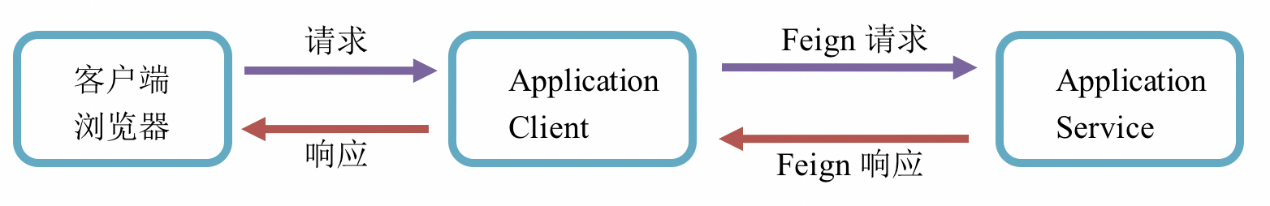 请求
Feign 请求
客户端
浏览器
Application
Client
Application
Service
响应
Feign 响应